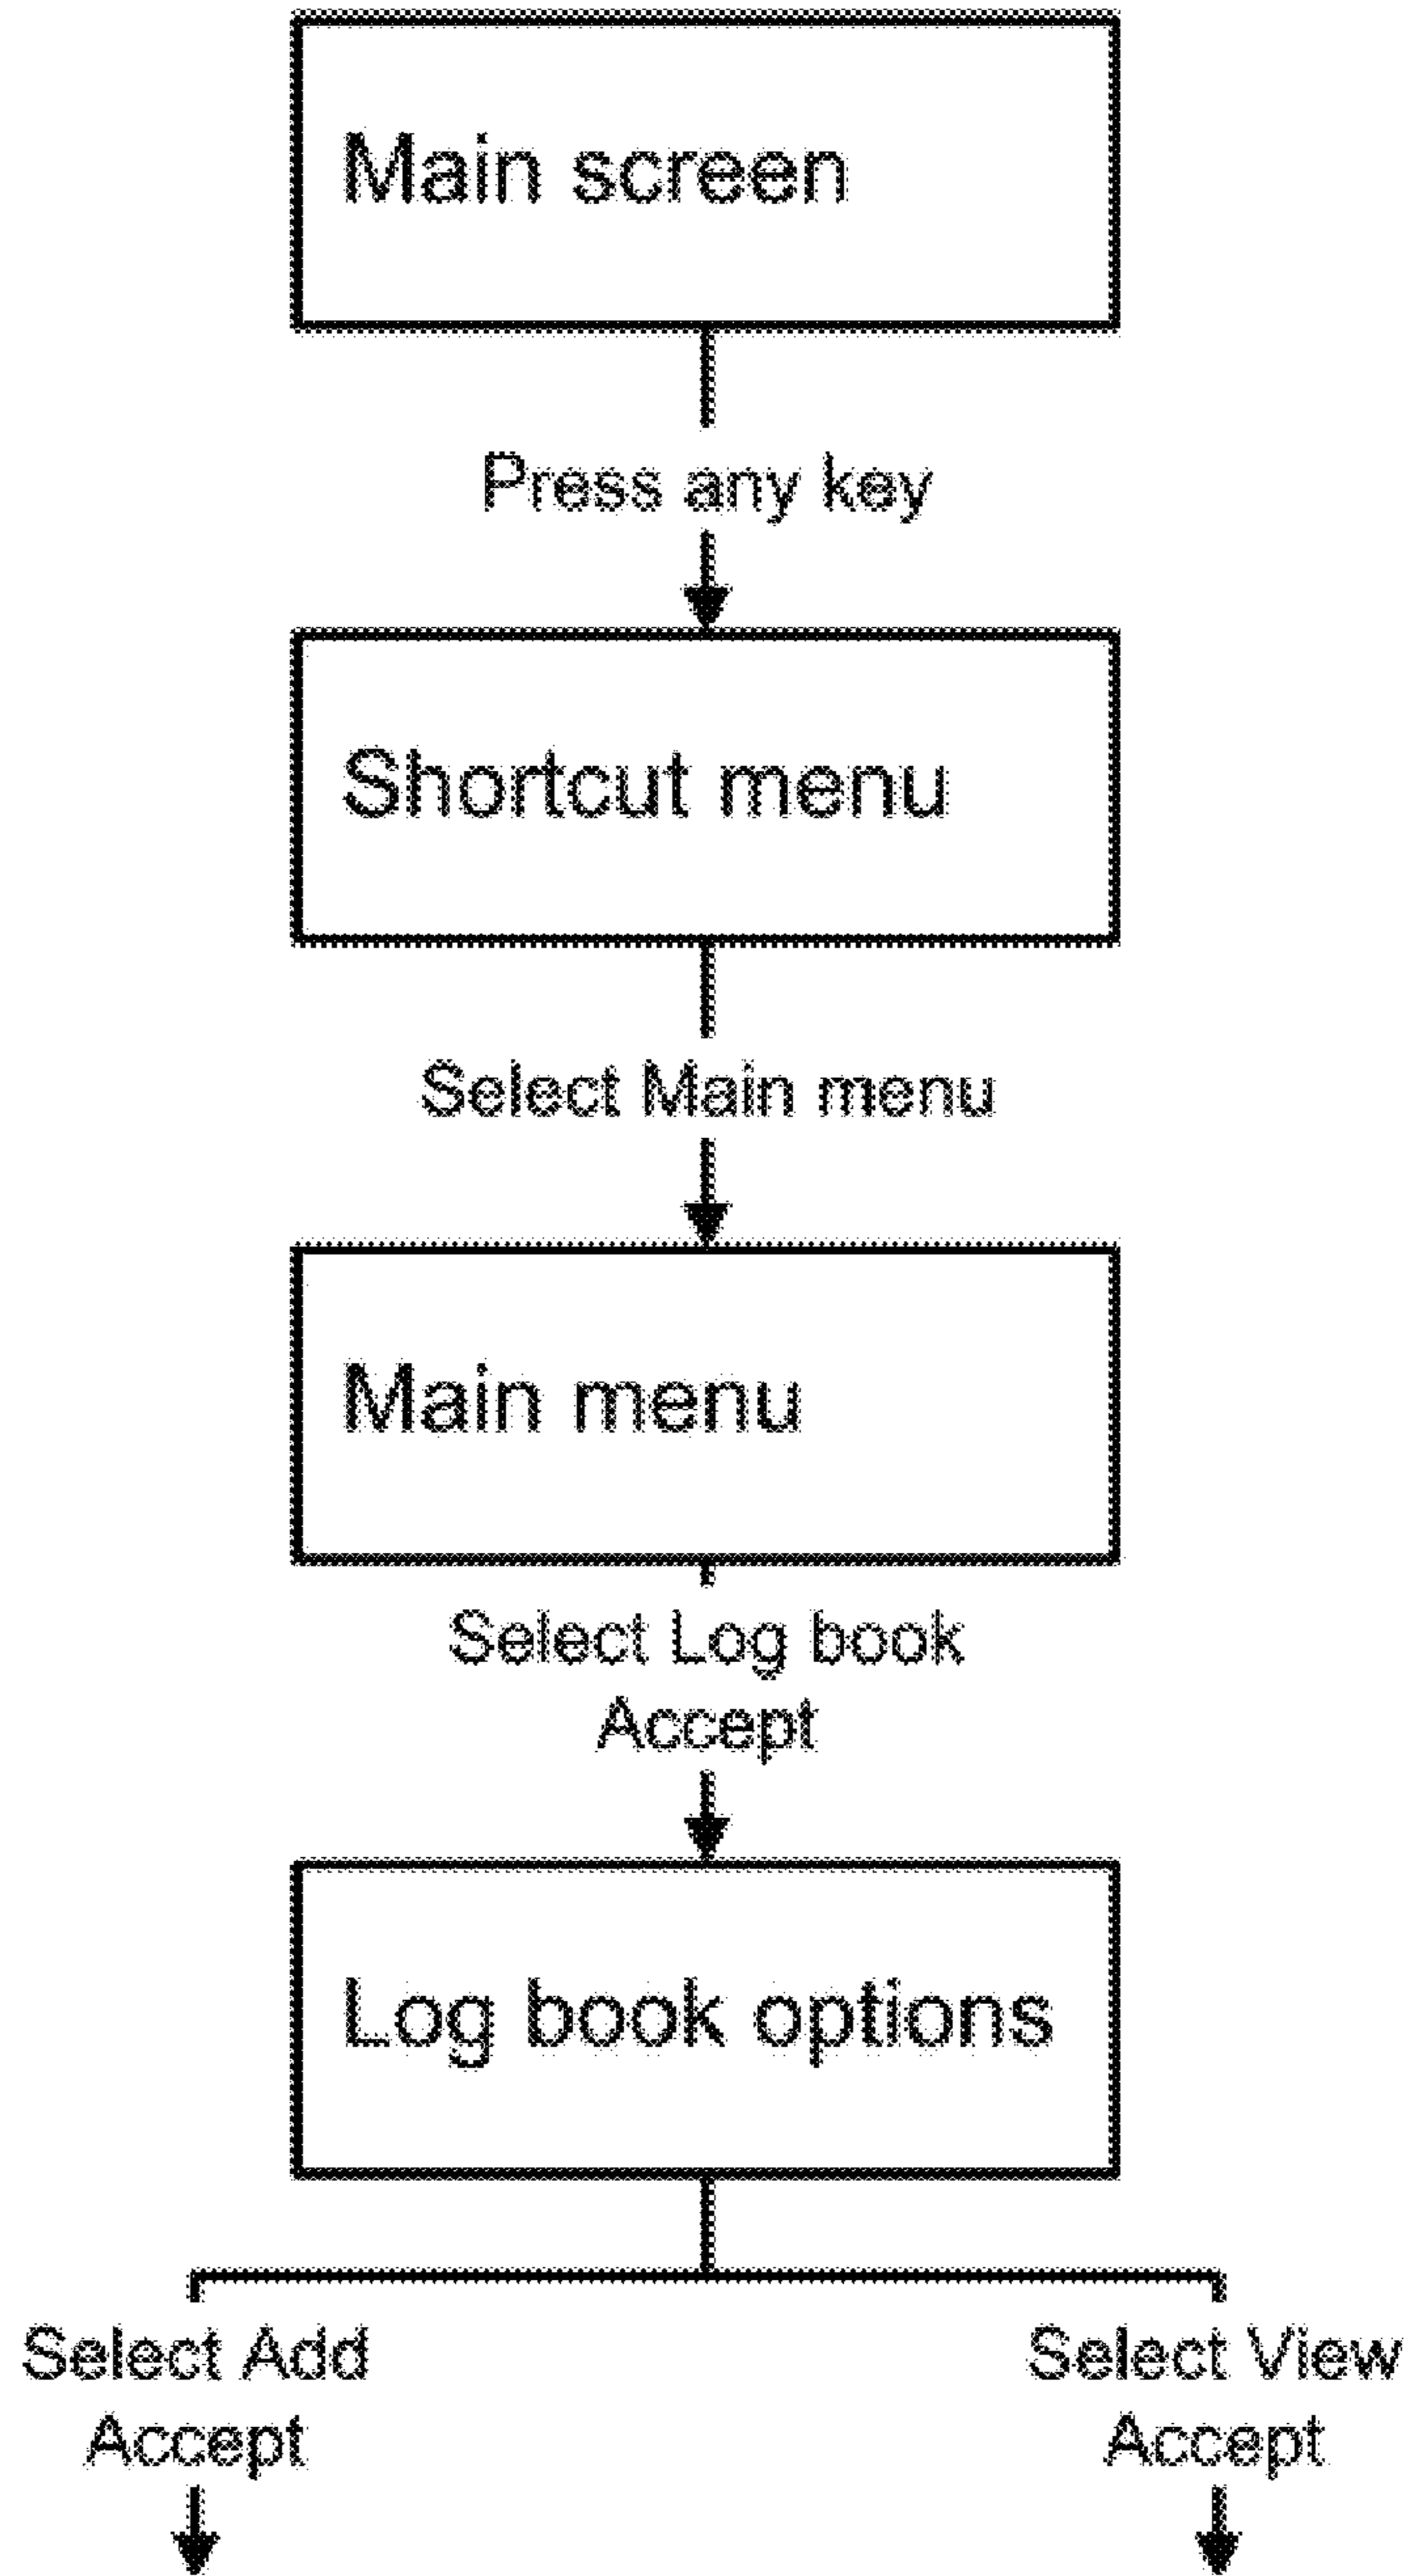 Main screen
Press any key
Shortcut menu
Select Main menu
Main menu
Select Log book
Accept
Log book options
Select Add
Accept
Select View
Accept